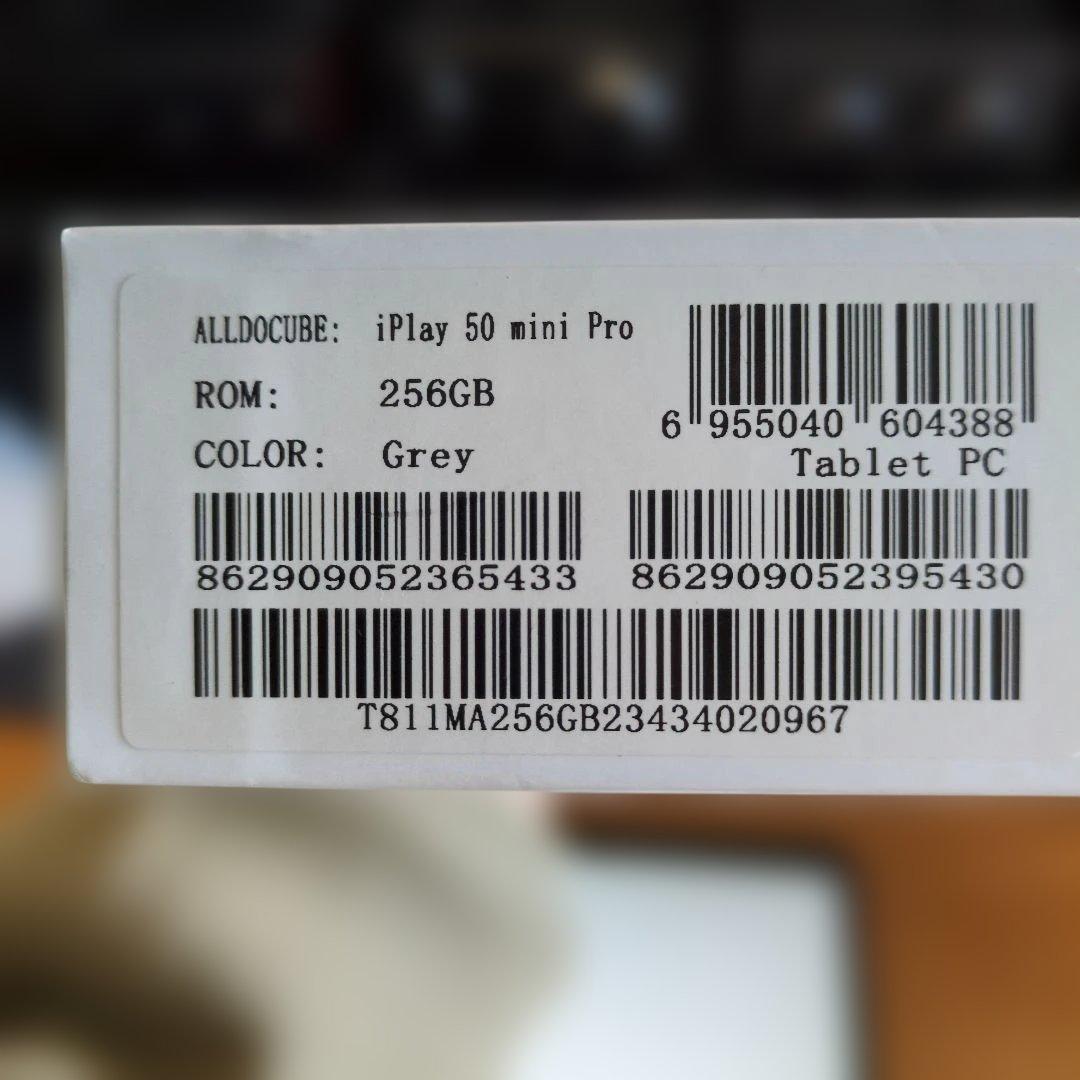 ALLDOCUBE: iPlay 50 mini Pro
ROM: 256GB
COLOR: Grey
6 955040 604388
Tablet PC
862909052365433 862909052395430
T811MA256GB23434020967